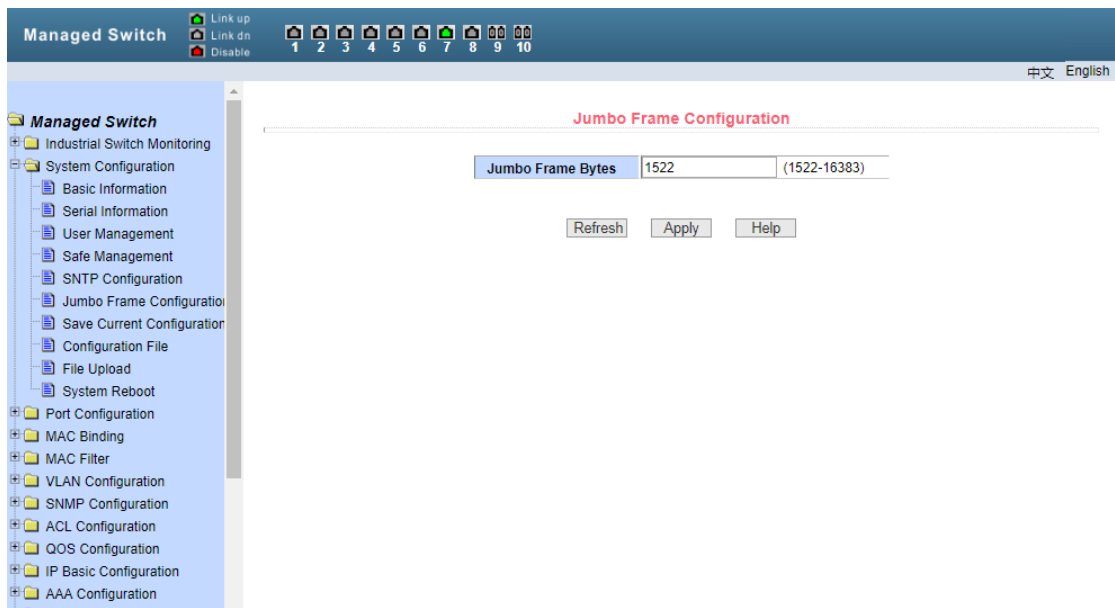 Managed Switch
Link up
Link dn
Disable
1 2 3 4 5 6 7 8 9 10
中文 English
Managed Switch
Industrial Switch Monitoring
System Configuration
Basic Information
Serial Information
User Management
Safe Management
SNTP Configuration
Jumbo Frame Configuration
Save Current Configuration
Configuration File
File Upload
System Reboot
Port Configuration
MAC Binding
MAC Filter
VLAN Configuration
SNMP Configuration
ACL Configuration
QOS Configuration
IP Basic Configuration
AAA Configuration
Jumbo Frame Configuration
Jumbo Frame Bytes 1522 (1522-16383)
Refresh Apply Help